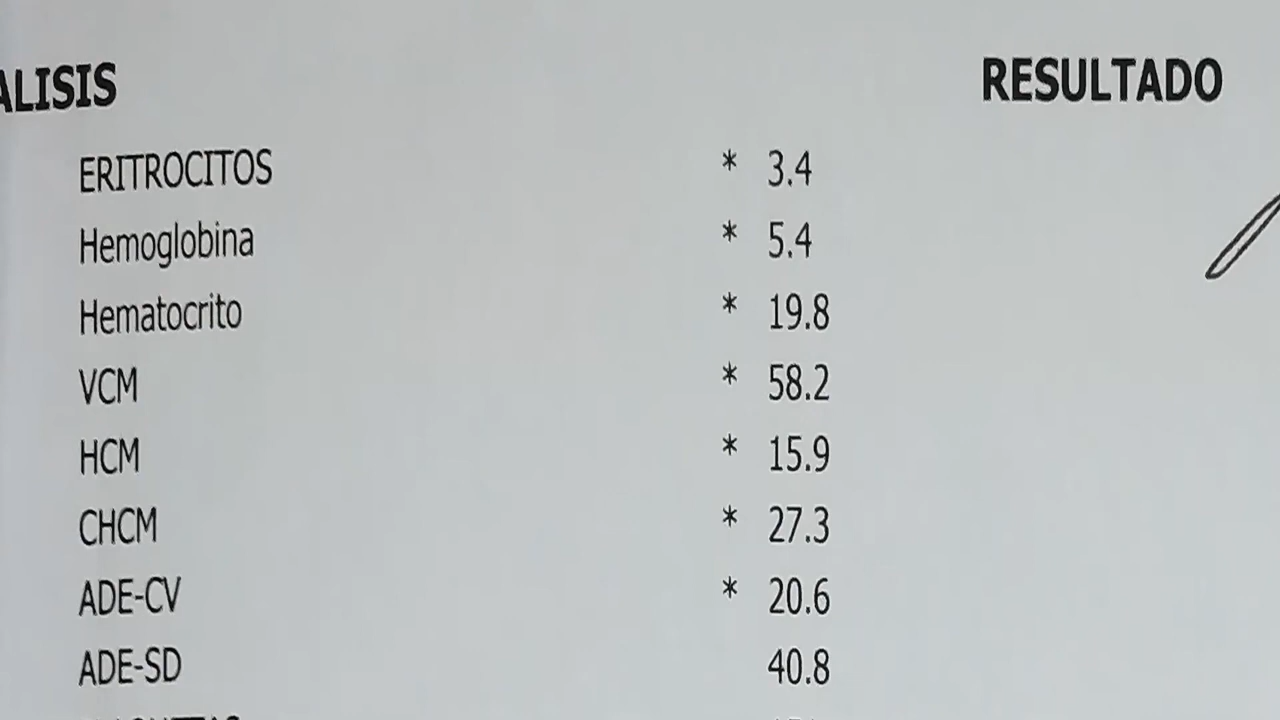 ALISIS RESULTADO
ERITROCITOS * 3.4
Hemoglobina * 5.4
Hematocrito * 19.8
VCM * 58.2
HCM * 15.9
CHCM * 27.3
ADE-CV * 20.6
ADE-SD 40.8